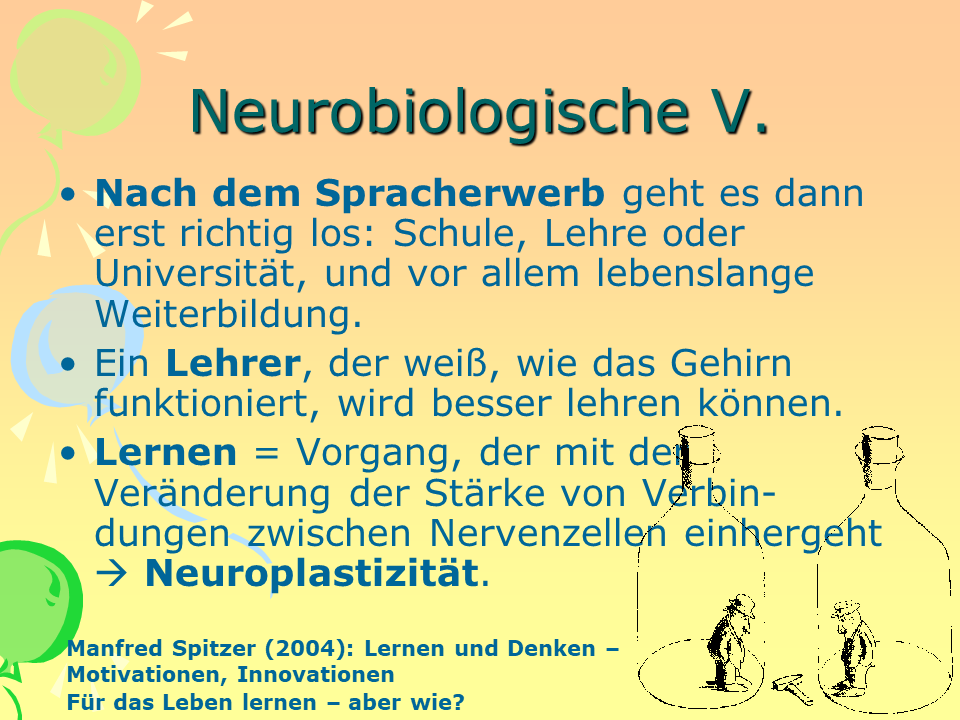 Neurobiologische V.
• Nach dem Spracherwerb geht es dann
erst richtig los: Schule, Lehre oder
Universität, und vor allem lebenslange
Weiterbildung.
• Ein Lehrer, der weiß, wie das Gehirn
funktioniert, wird besser lehren können.
• Lernen = Vorgang, der mit der
Veränderung der Stärke von Verbin-
dungen zwischen Nervenzellen einhergeht
→ Neuroplastizität.
Manfred Spitzer (2004): Lernen und Denken –
Motivationen, Innovationen
Für das Leben lernen – aber wie?